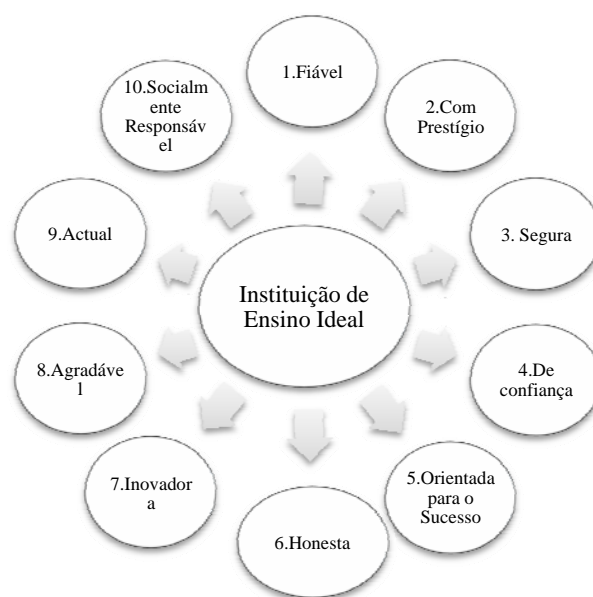 Instituição de
Ensino Ideal
1.Fiável
2.Com
Prestígio
3. Segura
4.De
confiança
5.Orientada
para o
Sucesso
6.Honesta
7.Inovador
a
8.Agradáve
l
9.Actual
10.Socialm
ente
Responsáv
el